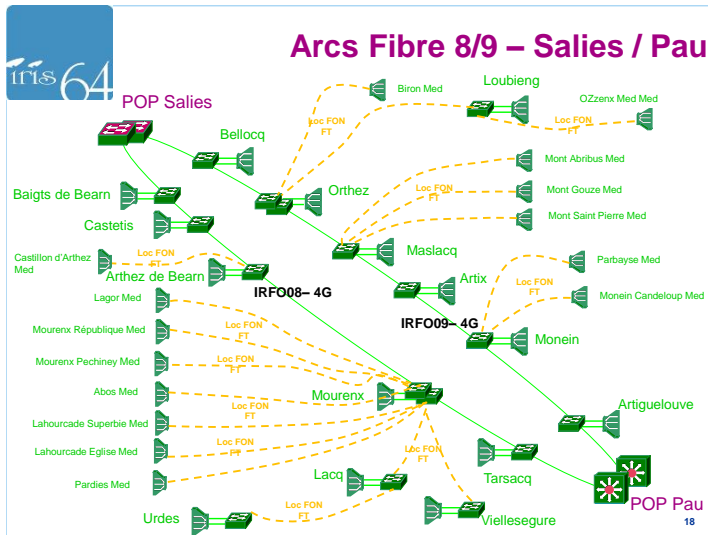 Arcs Fibre 8/9 – Salies / Pau
iris 64
POP Salies
Biron Med
Loubieng
OZzenx Med Med
Loc FON
FT
Loc FON
FT
Loc FON
FT
Bellocq
Mont Abribus Med
Baigts de Bearn
Orthez
Loc FON
FT
Mont Gouze Med
Castetis
Mont Saint Pierre Med
Maslacq
Castillon d'Arthez
Med
Loc FON
FT
Arthez de Bearn
Parbayse Med
Artix
Loc FON
FT
IRFO08– 4G
Lagor Med
Monein Candeloup Med
Loc FON
FT
IRFO09– 4G
Mourenx République Med
Monein
Mourenx Pechiney Med
Loc FON
FT
Abos Med
Mourenx
Loc FON
FT
Artiguelouve
Lahourcade Superbie Med
Lahourcade Eglise Med
Loc FON
FT
Loc FON
FT
Pardies Med
Lacq
Tarsacq
Urdes
Loc FON
FT
Viellesegure
POP Pau
18